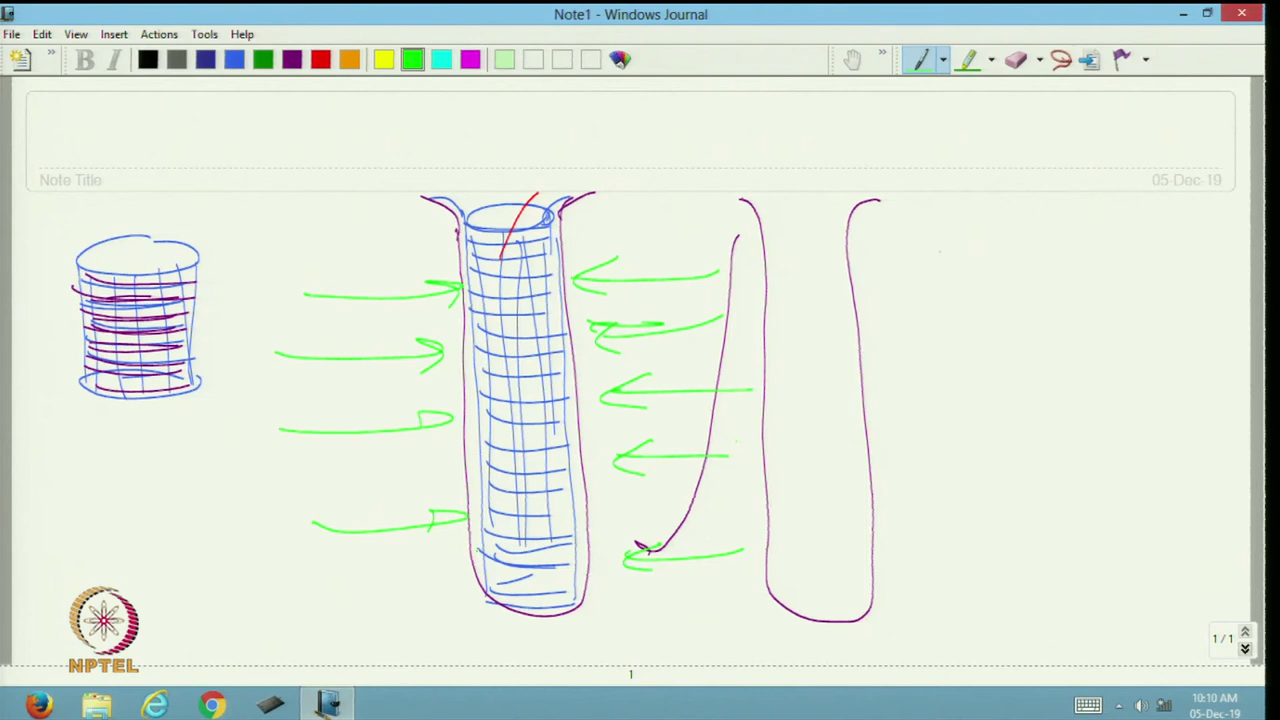 Note1 - Windows Journal
File Edit View Insert Actions Tools Help
B I
Note Title
05-Dec-19
NPTEL
1/1
1
10:10 AM
05-Dec-19